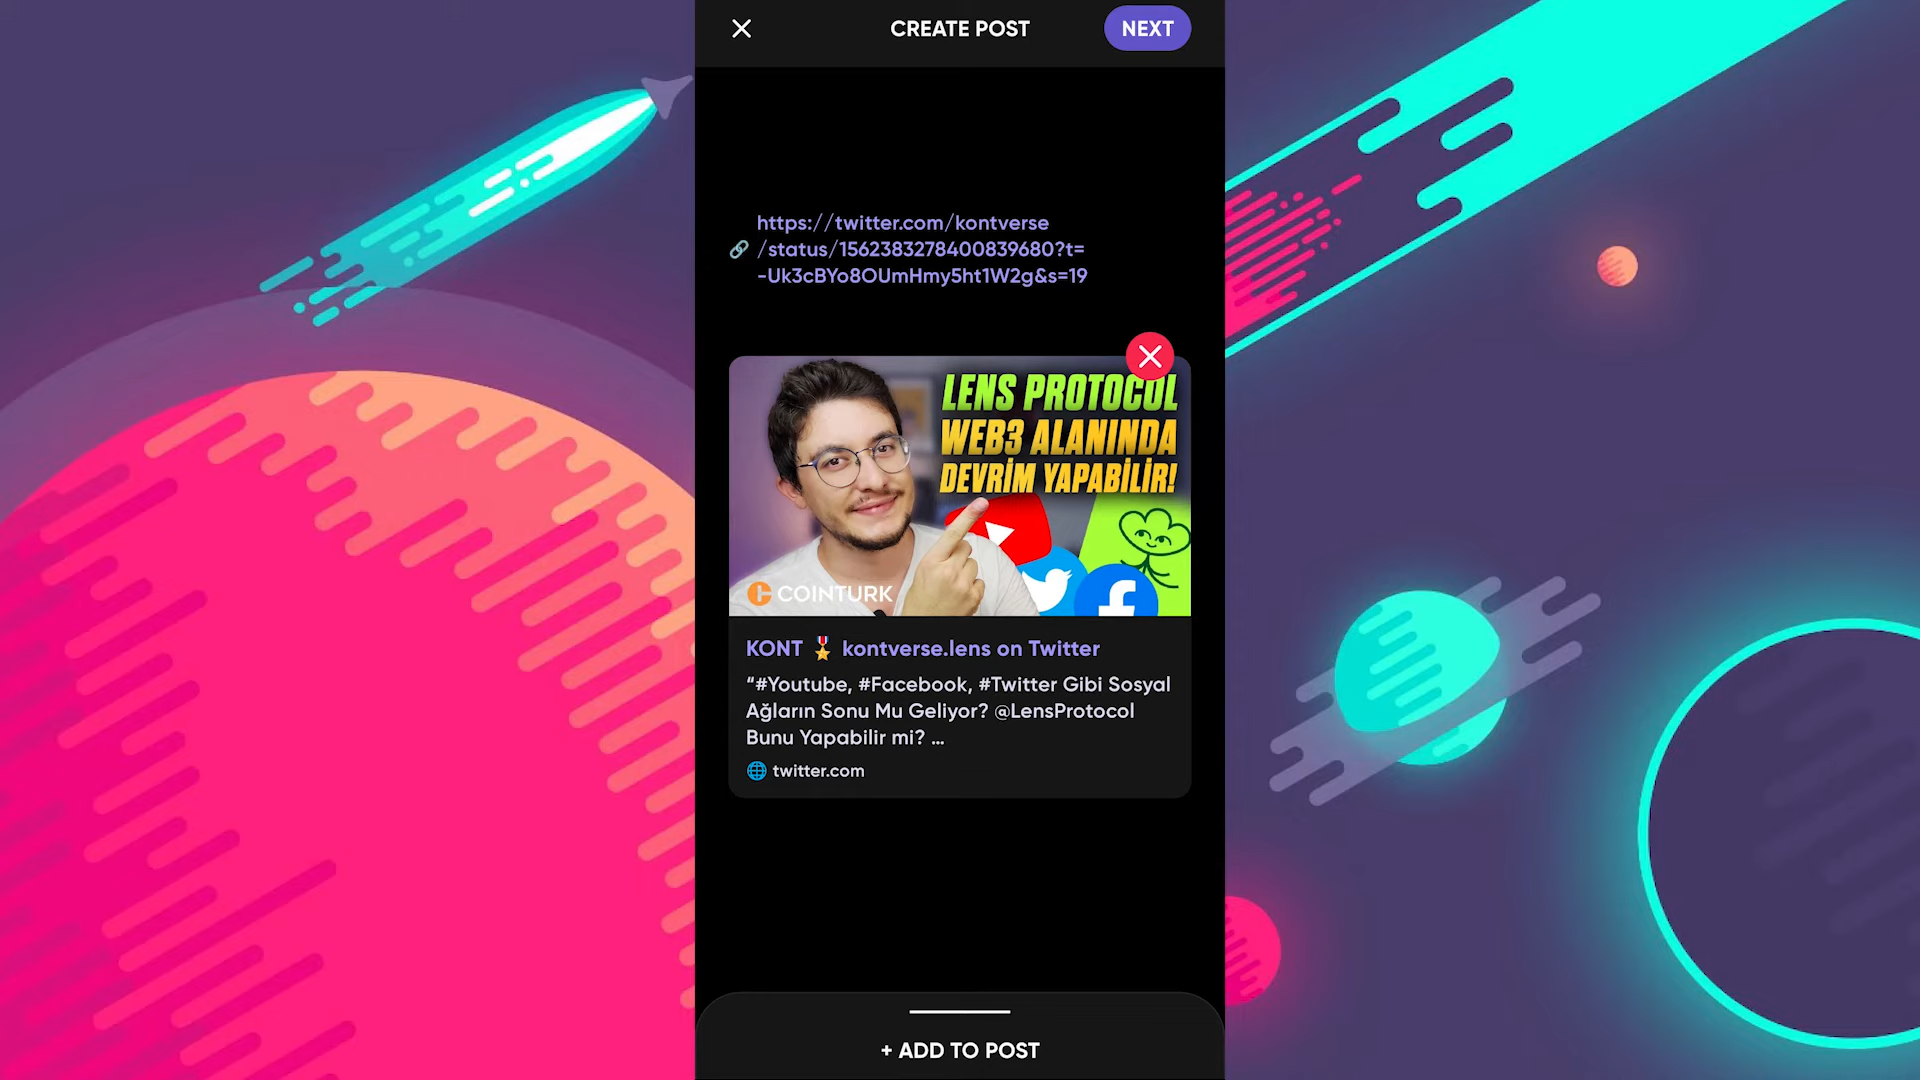 CREATE POST
NEXT
https://twitter.com/kontverse
/status/1562383278400839680?t=
-Uk3cBYo8OUmHmy5ht1W2g&s=19
LENS PROTOCOL
WEB3 ALANINDA
DEVRİM YAPABİLİR!
COINTURK
KONT 🎖️ kontverse.lens on Twitter
“#Youtube, #Facebook, #Twitter Gibi Sosyal
Ağların Sonu Mu Geliyor? @LensProtocol
Bunu Yapabilir mi? ...
twitter.com
+ ADD TO POST